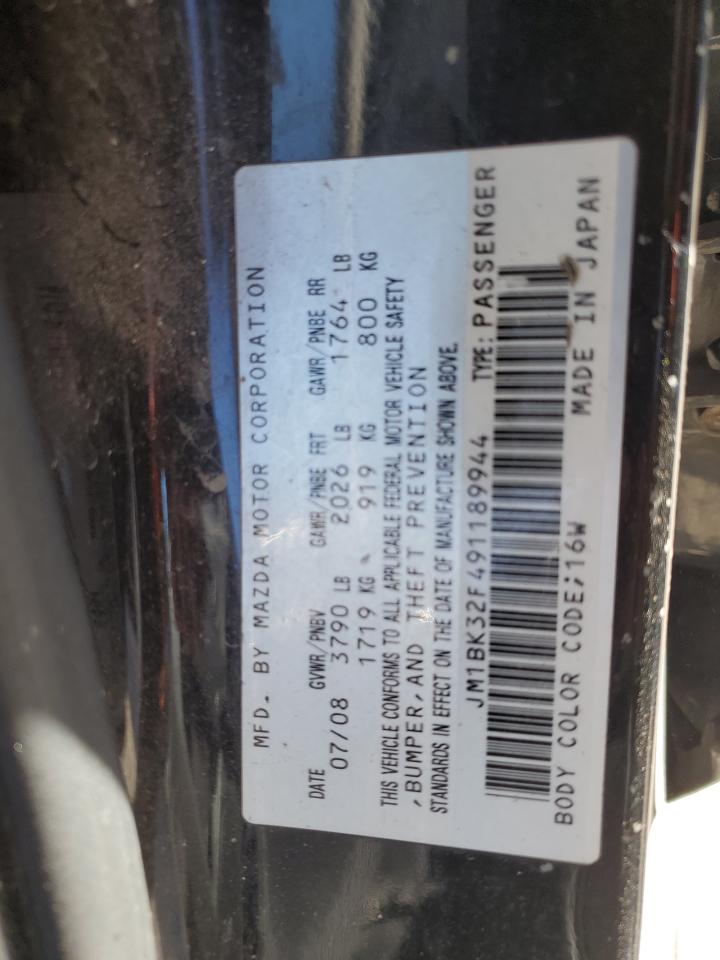 MFD. BY MAZDA MOTOR CORPORATION
DATE GVWR/PNBV GAWR/PNBE FRT GAWR/PNBE RR
07/08 3790 LB 2026 LB 1764 LB
1719 KG 919 KG 800 KG
THIS VEHICLE CONFORMS TO ALL APPLICABLE FEDERAL MOTOR VEHICLE SAFETY
,BUMPER,AND THEFT PREVENTION
STANDARDS IN EFFECT ON THE DATE OF MANUFACTURE SHOWN ABOVE.
JM1BK32F491189944 TYPE:PASSENGER
BODY COLOR CODE;16W MADE IN JAPAN